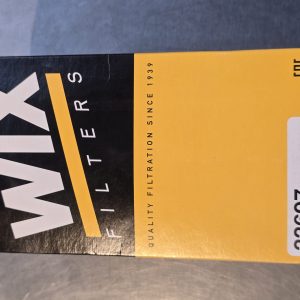 WIX
FILTERS
QUALITY FILTRATION SINCE 1939